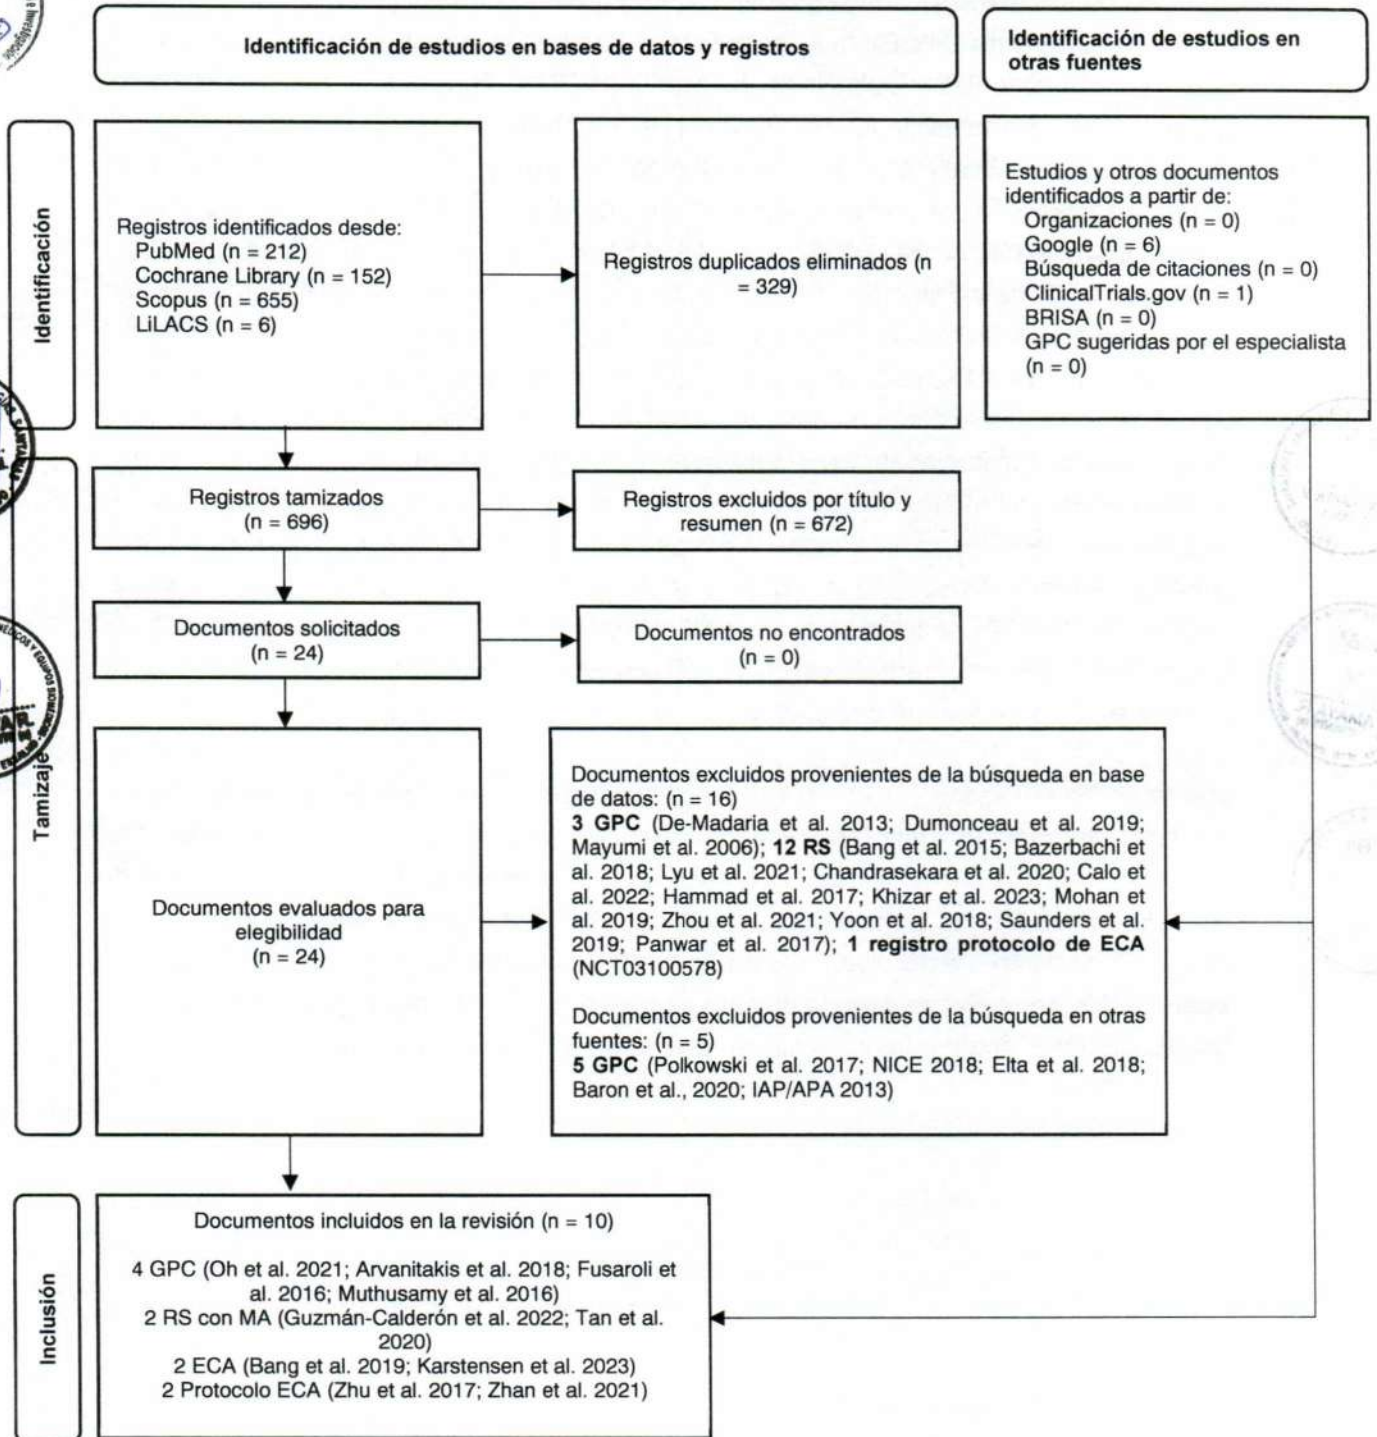 Identificación de estudios en bases de datos y registros
Identificación de estudios en
otras fuentes
Identificación
Registros identificados desde:
PubMed (n = 212)
Cochrane Library (n = 152)
Scopus (n = 655)
LiLACS (n = 6)
Registros duplicados eliminados (n
= 329)
Estudios y otros documentos
identificados a partir de:
Organizaciones (n = 0)
Google (n = 6)
Búsqueda de citaciones (n = 0)
ClinicalTrials.gov (n = 1)
BRISA (n = 0)
GPC sugeridas por el especialista
(n = 0)
Tamizaje
Registros tamizados
(n = 696)
Registros excluidos por título y
resumen (n = 672)
Documentos solicitados
(n = 24)
Documentos no encontrados
(n = 0)
Documentos evaluados para
elegibilidad
(n = 24)
Documentos excluidos provenientes de la búsqueda en base
de datos: (n = 16)
3 GPC (De-Madaria et al. 2013; Dumonceau et al. 2019;
Mayumi et al. 2006); 12 RS (Bang et al. 2015; Bazerbachi et
al. 2018; Lyu et al. 2021; Chandrasekara et al. 2020; Calo et
al. 2022; Hammad et al. 2017; Khizar et al. 2023; Mohan et
al. 2019; Zhou et al. 2021; Yoon et al. 2018; Saunders et al.
2019; Panwar et al. 2017); 1 registro protocolo de ECA
(NCT03100578)
Documentos excluidos provenientes de la búsqueda en otras
fuentes: (n = 5)
5 GPC (Polkowski et al. 2017; NICE 2018; Elta et al. 2018;
Baron et al., 2020; IAP/APA 2013)
Inclusión
Documentos incluidos en la revisión (n = 10)
4 GPC (Oh et al. 2021; Arvanitakis et al. 2018; Fusaroli et
al. 2016; Muthusamy et al. 2016)
2 RS con MA (Guzmán-Calderón et al. 2022; Tan et al.
2020)
2 ECA (Bang et al. 2019; Karstensen et al. 2023)
2 Protocolo ECA (Zhu et al. 2017; Zhan et al. 2021)